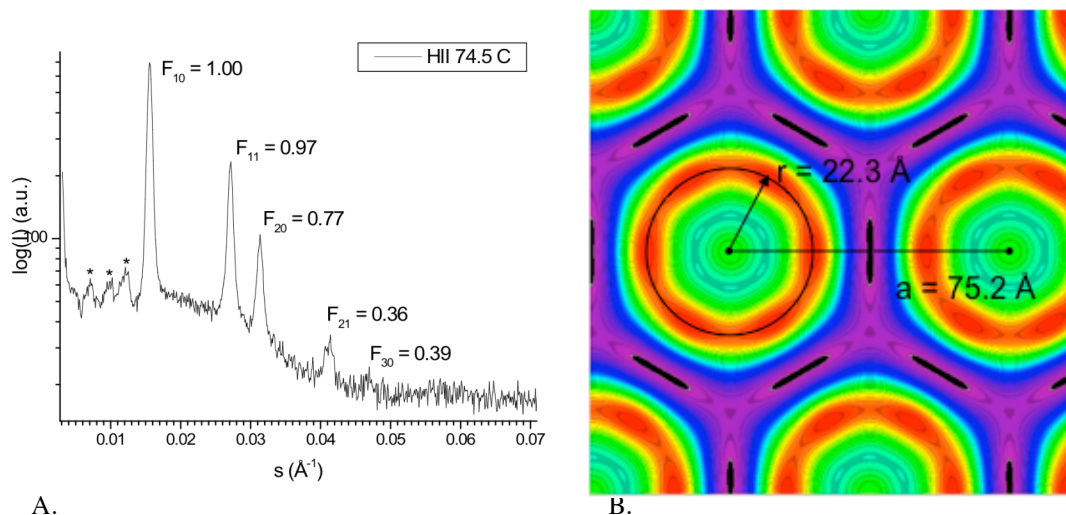 HII 74.5 C
F10 = 1.00
F11 = 0.97
F20 = 0.77
F21 = 0.36
F30 = 0.39
log(I) (a.u.)
* * *
0.01 0.02 0.03 0.04 0.05 0.06 0.07
s (Å-1)
A.
r = 22.3 Å
a = 75.2 Å
B.